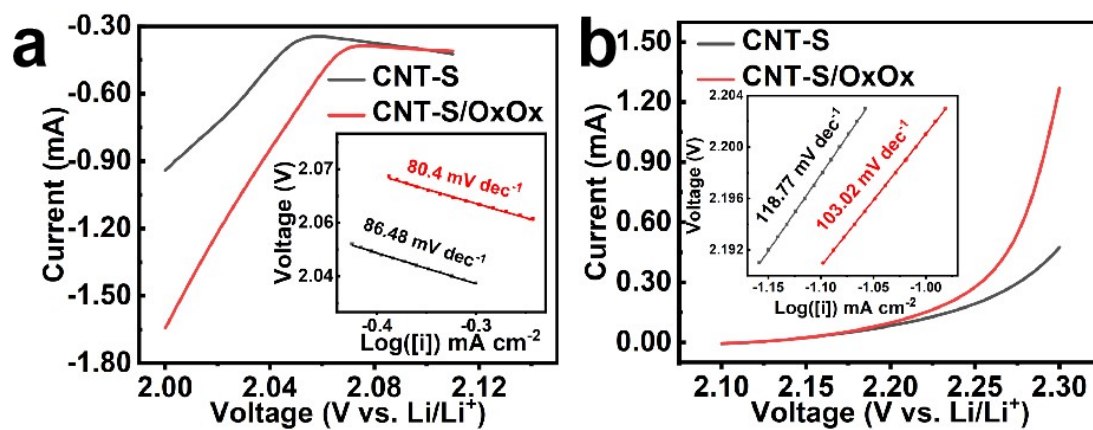 a
-0.30
-0.60
-0.90
-1.20
-1.50
-1.80
Current (mA)
CNT-S
CNT-S/OxOx
2.07
2.06
2.04
Voltage (V)
80.4 mV dec⁻¹
86.48 mV dec⁻¹
-0.4
-0.3
Log([i]) mA cm⁻²
2.00
2.04
2.08
2.12
Voltage (V vs. Li/Li⁺)
b
1.50
1.20
0.90
0.60
0.30
0.00
Current (mA)
CNT-S
CNT-S/OxOx
2.204
2.200
2.196
2.192
Voltage (V)
118.77 mV dec⁻¹
103.02 mV dec⁻¹
-1.15
-1.10
-1.05
-1.00
Log([i]) mA cm⁻²
2.10
2.15
2.20
2.25
2.30
Voltage (V vs. Li/Li⁺)